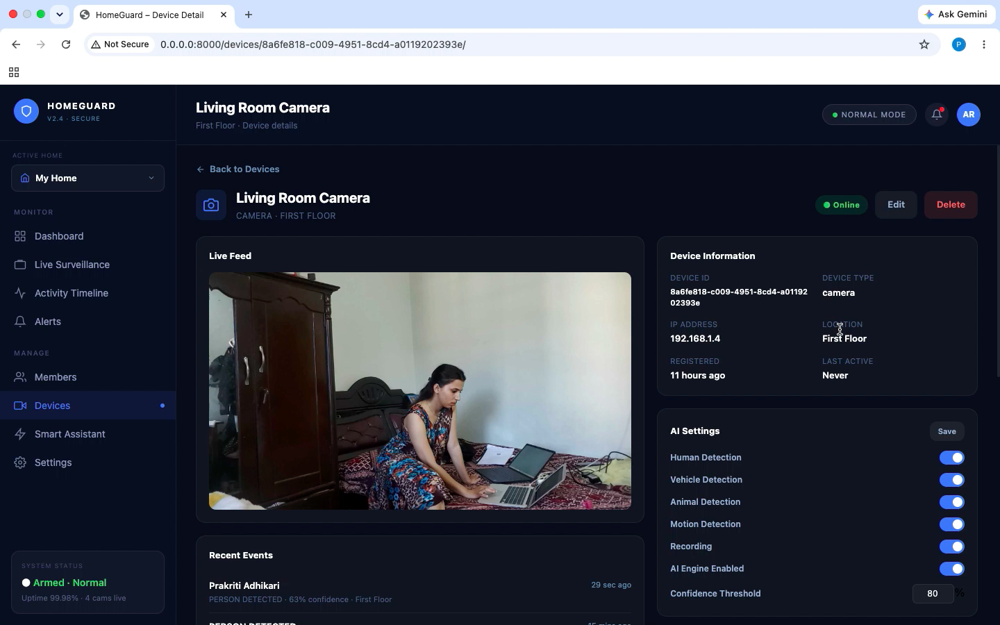 HomeGuard – Device Detail
Ask Gemini
Not Secure
0.0.0.0:8000/devices/8a6fe818-c009-4951-8cd4-a0119202393e/
P
HOMEGUARD
V2.4 · SECURE
ACTIVE HOME
My Home
MONITOR
Dashboard
Live Surveillance
Activity Timeline
Alerts
MANAGE
Members
Devices
Smart Assistant
Settings
SYSTEM STATUS
Armed · Normal
Uptime 99.98% · 4 cams live
Living Room Camera
First Floor · Device details
NORMAL MODE
AR
← Back to Devices
Living Room Camera
CAMERA · FIRST FLOOR
Online
Edit
Delete
Live Feed
Recent Events
Prakriti Adhikari
29 sec ago
PERSON DETECTED · 63% confidence · First Floor
PERSON DETECTED
15 mins ago
Device Information
DEVICE ID
8a6fe818-c009-4951-8cd4-a01192
02393e
DEVICE TYPE
camera
IP ADDRESS
192.168.1.4
LOCATION
First Floor
REGISTERED
11 hours ago
LAST ACTIVE
Never
AI Settings
Save
Human Detection
Vehicle Detection
Animal Detection
Motion Detection
Recording
AI Engine Enabled
Confidence Threshold
80
%